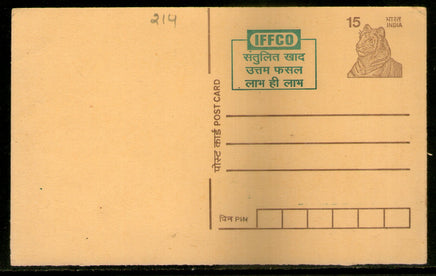 214
IFFCO
संतुलित खाद
उत्तम फसल
लाभ ही लाभ
15 भारत
INDIA
पोस्ट कार्ड POST CARD
पिन PIN